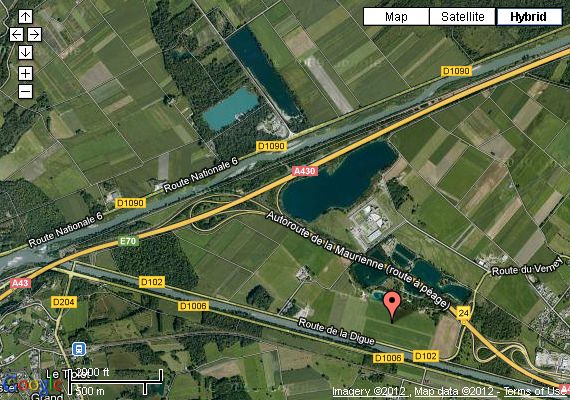 Map
Satellite
Hybrid
D1090
D1090
A430
Route Nationale 6
D1090
Route Nationale 6
E70
Autoroute de la Maurienne (route à péage)
Route du Verney
A43
D102
D1006
24
D204
Route de la Digue
D1006
D102
2000 ft
500 m
Google
Grand
Imagery ©2012 , Map data ©2012 - Terms of Use